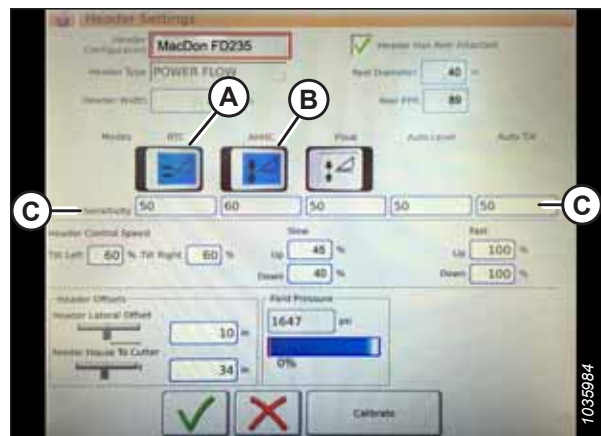 Header Settings
Header Configuration MacDon FD235 Header Has Reel Attached
Header Type POWER FLOW Reel Diameter 40 in
Header Width Reel PPR 89
A B
Modes RTC AHHC Float Auto Level Auto Tilt
C Sensitivity 50 60 50 50 50 C
Header Control Speed Slow Fast
Tilt Left 60 % Tilt Right 60 % Up 45 % Up 100 %
Down 40 % Down 100 %
Header Offsets Field Pressure
Header Lateral Offset 1647 psi
10 in
Feeder House To Cutter 0%
34 in
Calibrate
1035984